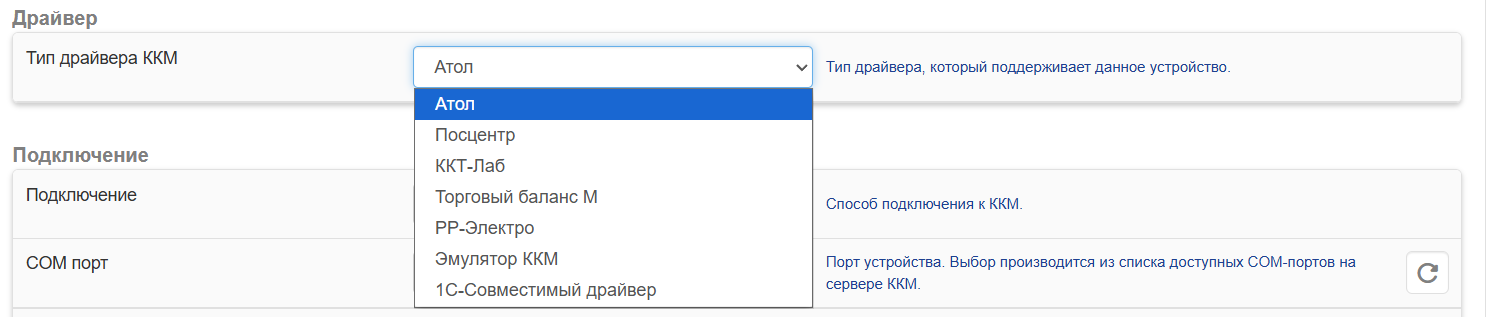 Драйвер
Тип драйвера ККМ
Атол
Тип драйвера, который поддерживает данное устройство.
Атол
Посцентр
ККТ-Лаб
Торговый баланс М
РР-Электро
Эмулятор ККМ
1С-Совместимый драйвер
Подключение
Подключение
Способ подключения к ККМ.
COM порт
Порт устройства. Выбор производится из списка доступных COM-портов на
сервере ККМ.